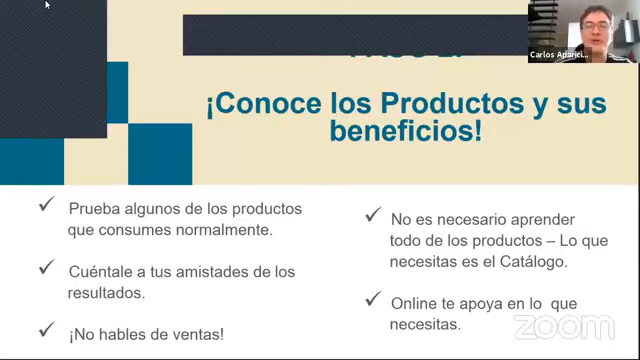 ¡Conoce los Productos y sus
beneficios!
Carlos Aparici...
✓ Prueba algunos de los productos
que consumes normalmente.
✓ Cuéntale a tus amistades de los
resultados.
✓ ¡No hables de ventas!
✓ No es necesario aprender
todo de los productos – Lo que
necesitas es el Catálogo.
✓ Online te apoya en lo que
necesitas.
zoom